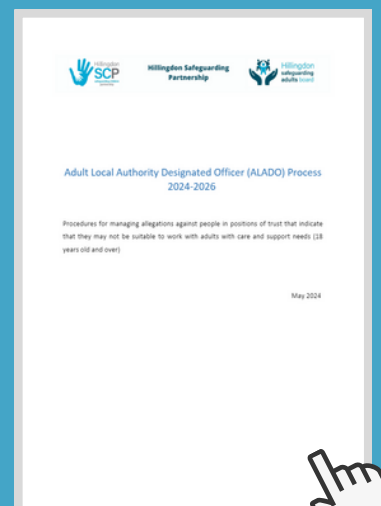 Hillingdon
SCP
Hillingdon Safeguarding
Partnership
Hillingdon
safeguarding
adults board
Adult Local Authority Designated Officer (ALADO) Process
2024-2026
Procedures for managing allegations against people in positions of trust that indicate
that they may not be suitable to work with adults with care and support needs (18
years old and over)
May 2024